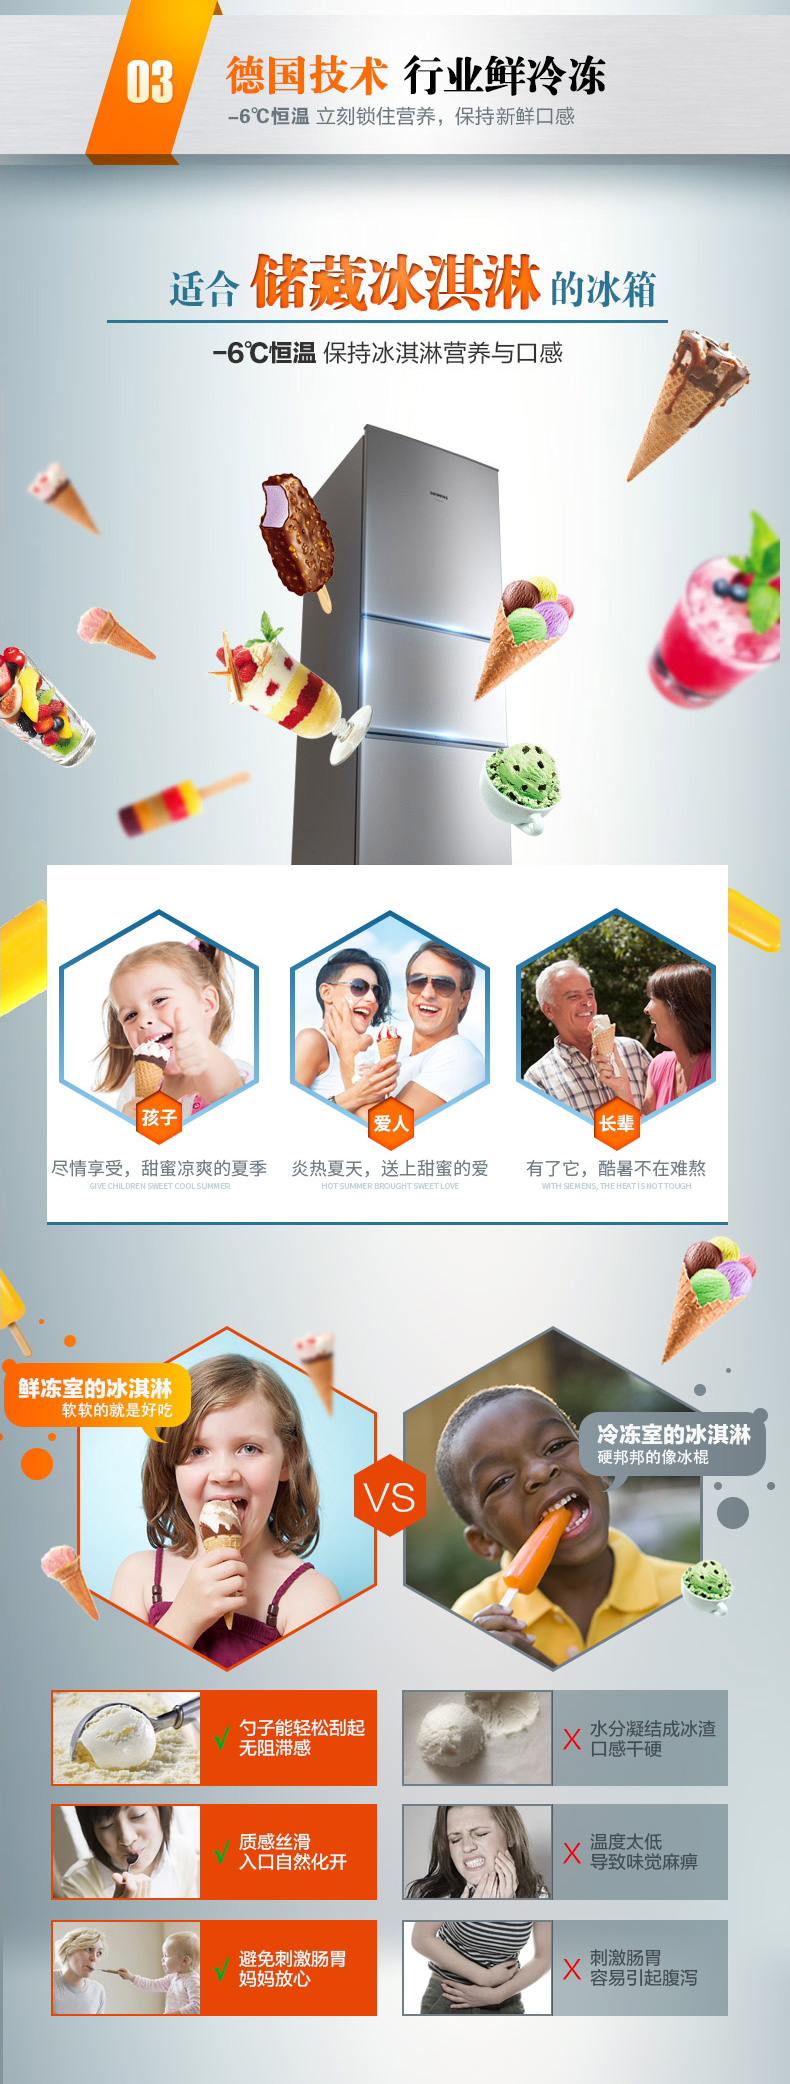 03
德国技术 行业鲜冷冻
-6℃恒温 立刻锁住营养，保持新鲜口感
适合 储藏冰淇淋 的冰箱
-6℃恒温 保持冰淇淋营养与口感
SIEMENS
孩子
爱人
长辈
尽情享受，甜蜜凉爽的夏季
GIVE CHILDREN SWEET COOL SUMMER
炎热夏天，送上甜蜜的爱
HOT SUMMER BROUGHT SWEET LOVE
有了它，酷暑不在难熬
WITH SIEMENS, THE HEAT IS NOT TOUGH
鲜冻室的冰淇淋
软软的就是好吃
冷冻室的冰淇淋
硬邦邦的像冰棍
VS
√ 勺子能轻松刮起
无阻滞感
X 水分凝结成冰渣
口感干硬
√ 质感丝滑
入口自然化开
X 温度太低
导致味觉麻痹
√ 避免刺激肠胃
妈妈放心
X 刺激肠胃
容易引起腹泻